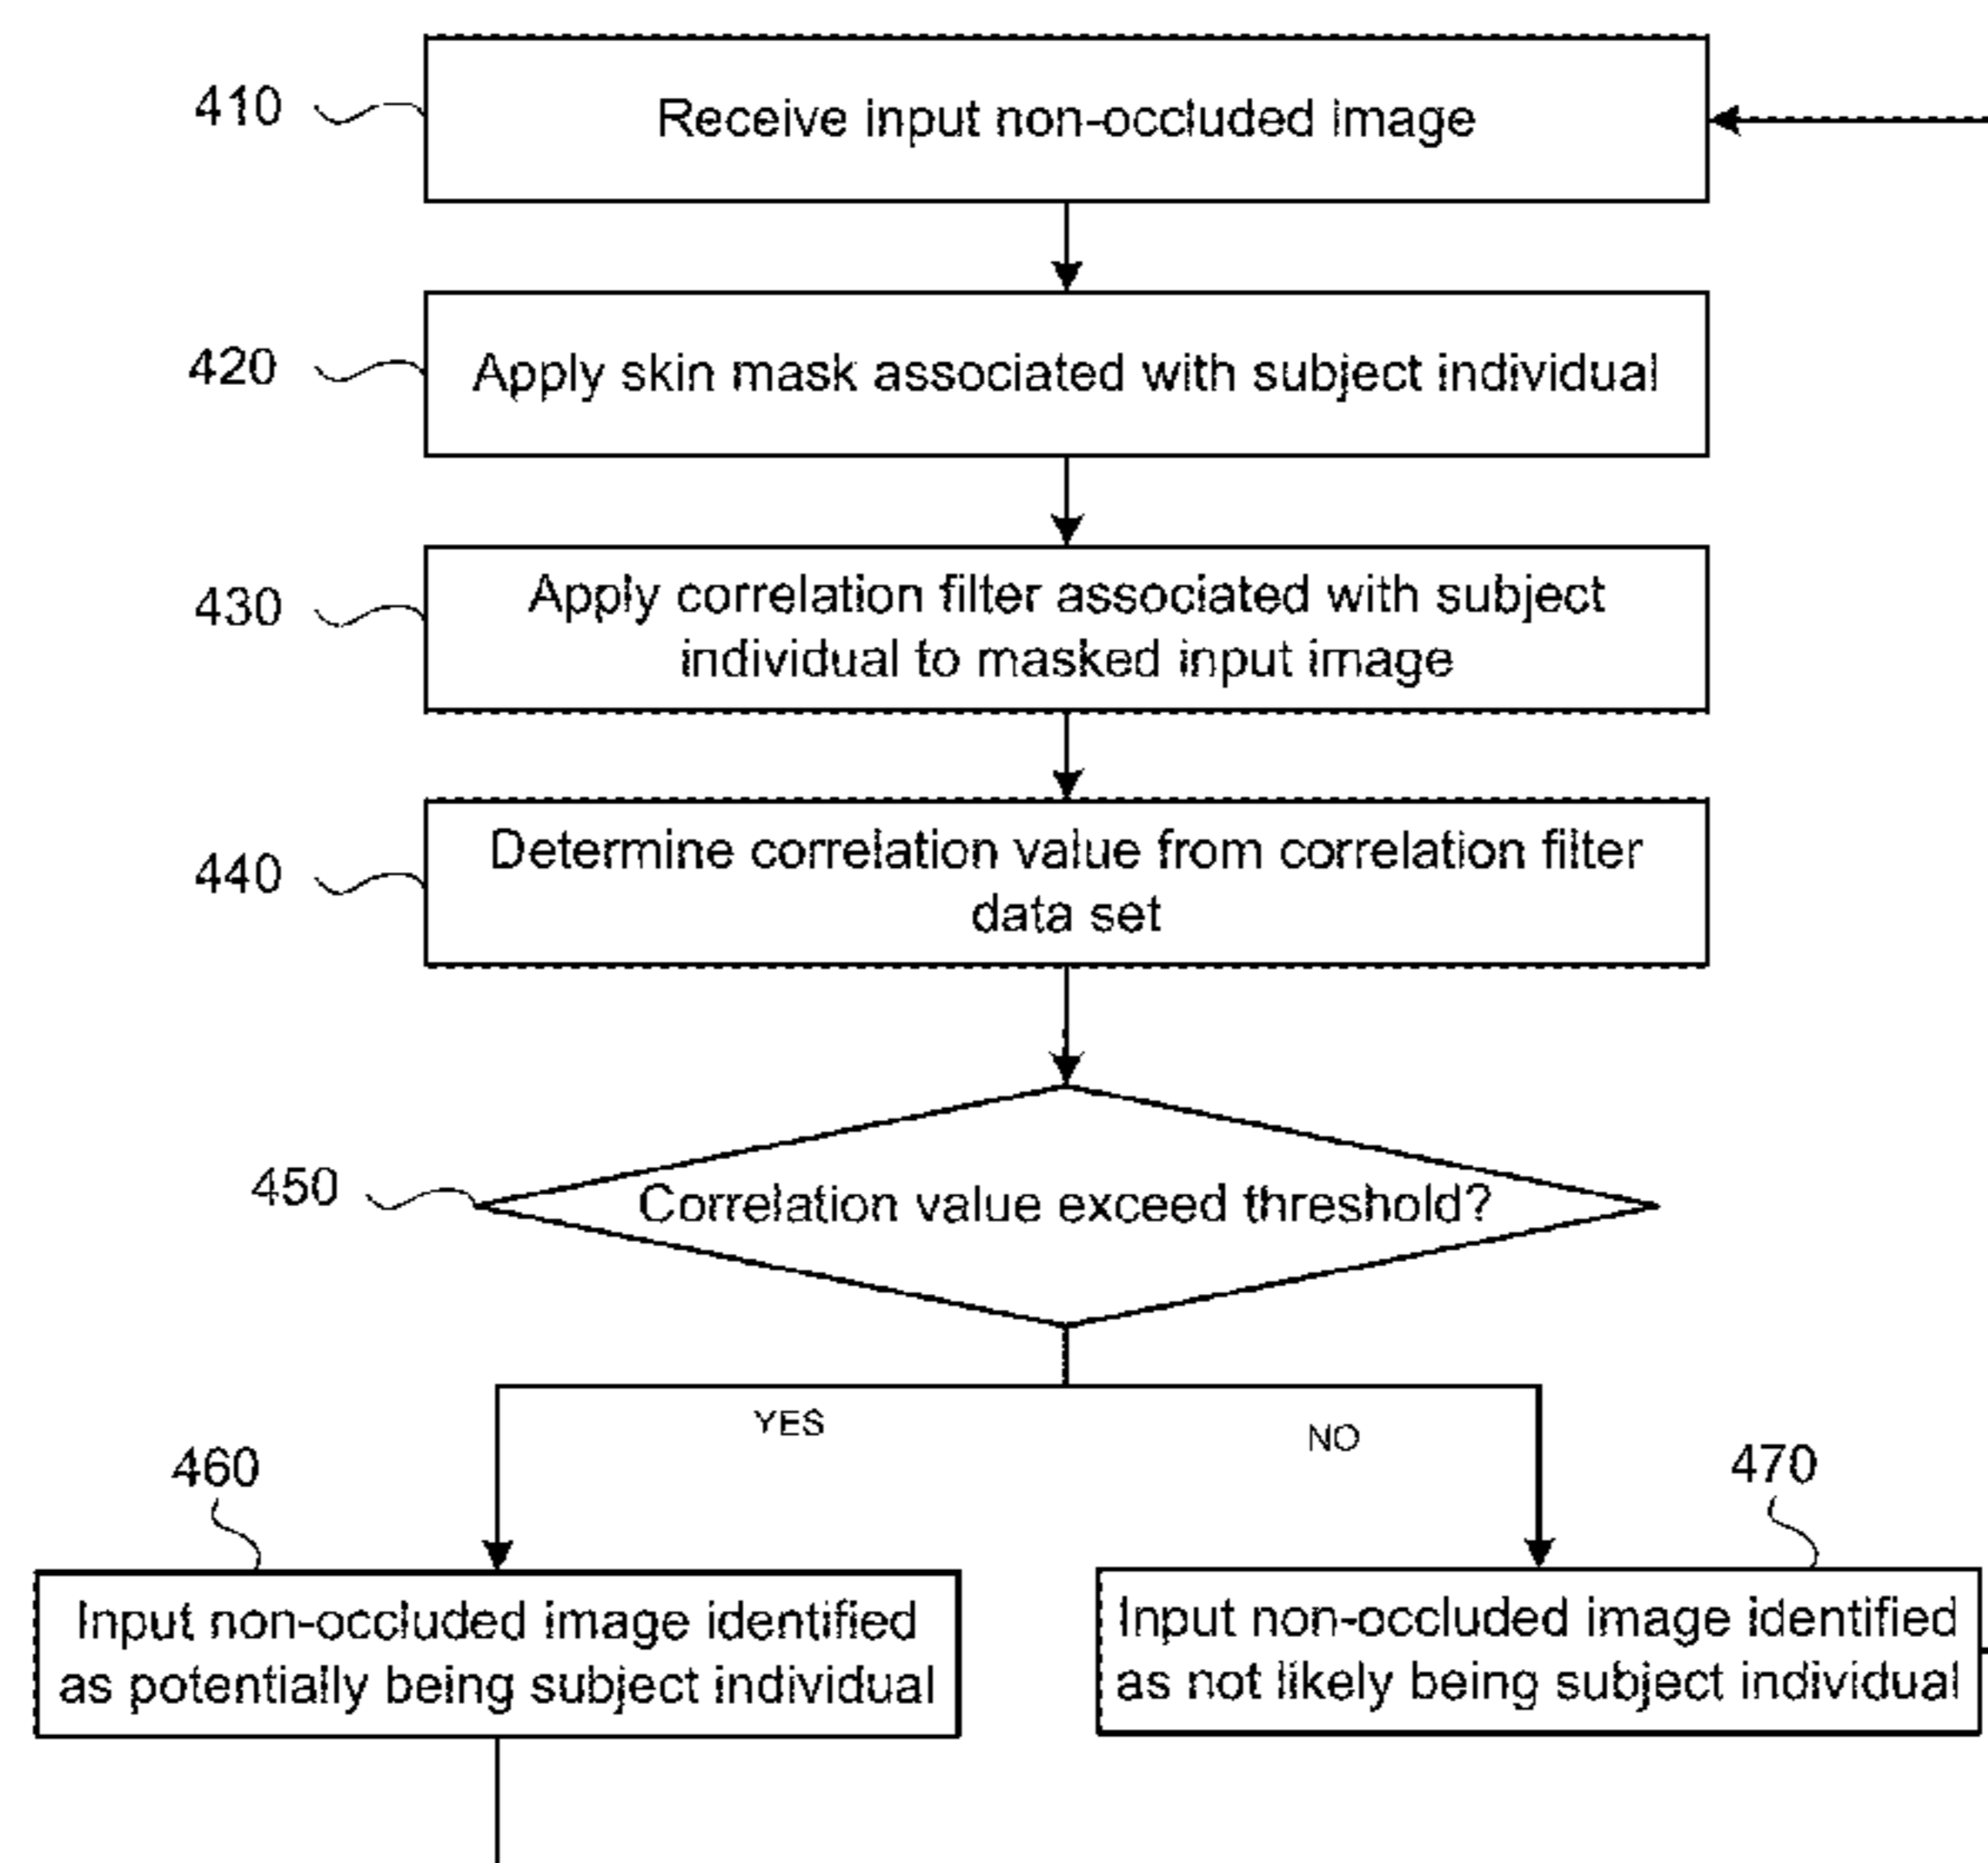 410
Receive input non-occluded image
420
Apply skin mask associated with subject individual
430
Apply correlation filter associated with subject
individual to masked input image
440
Determine correlation value from correlation filter
data set
450
Correlation value exceed threshold?
YES
NO
460
470
Input non-occluded image identified
as potentially being subject individual
Input non-occluded image identified
as not likely being subject individual